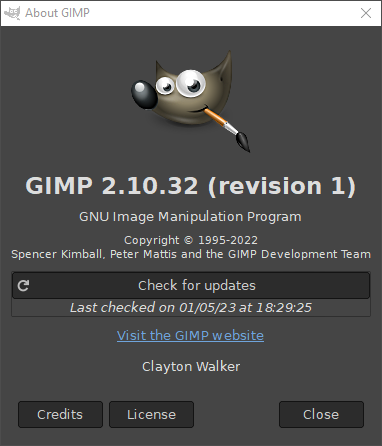 About GIMP
GIMP 2.10.32 (revision 1)
GNU Image Manipulation Program
Copyright © 1995-2022
Spencer Kimball, Peter Mattis and the GIMP Development Team
Check for updates
Last checked on 01/05/23 at 18:29:25
Visit the GIMP website
Clayton Walker
Credits License Close